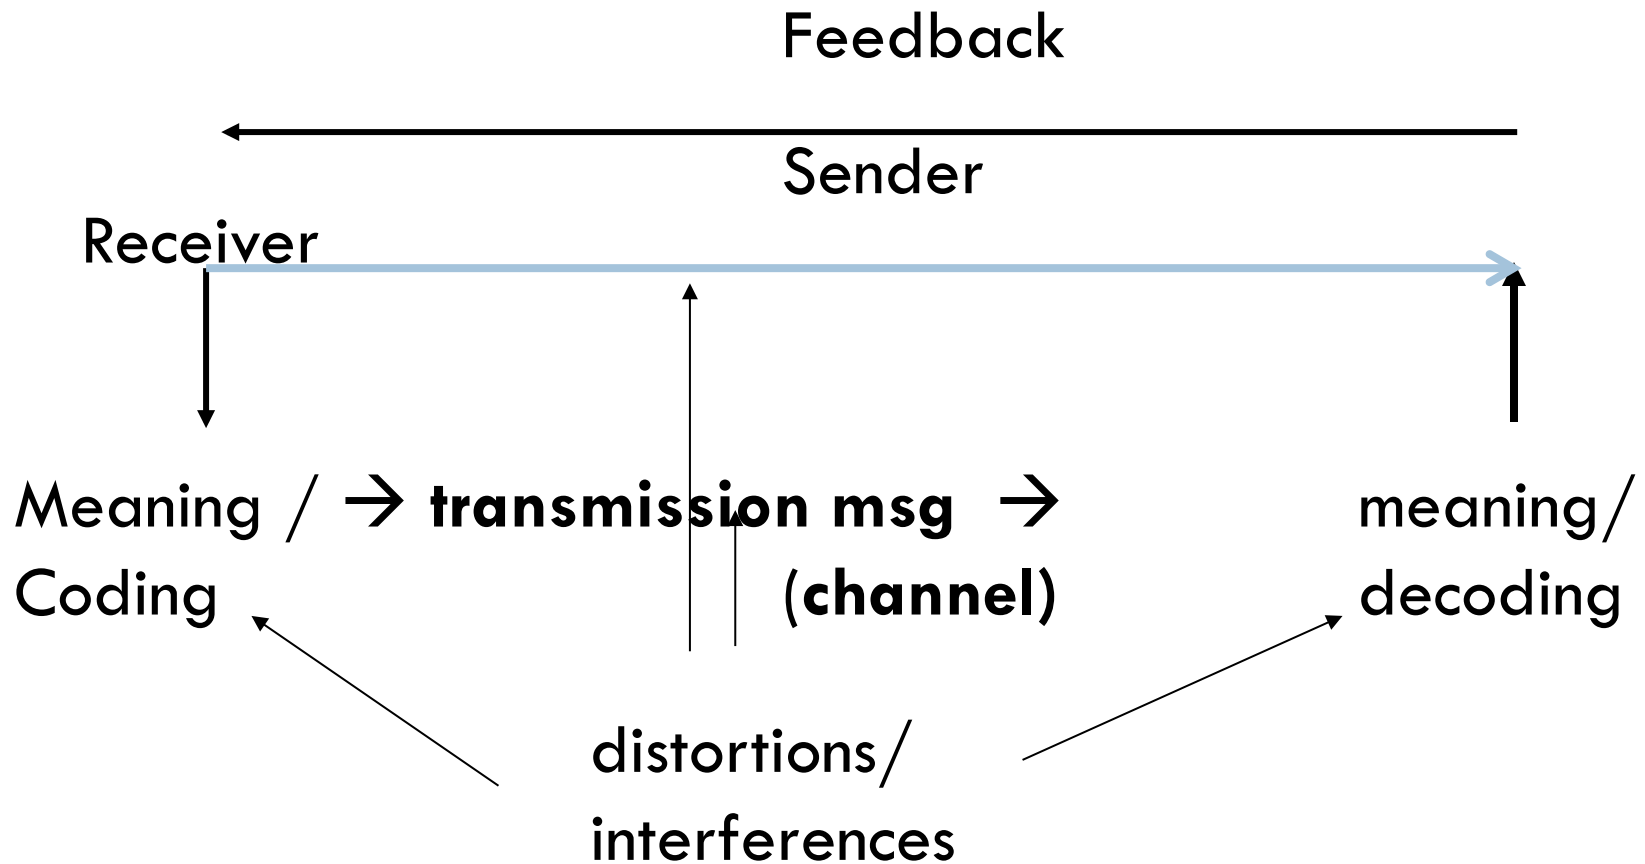 Feedback
Sender
Receiver
Meaning / → transmission msg → meaning/
Coding (channel) decoding
distortions/
interferences